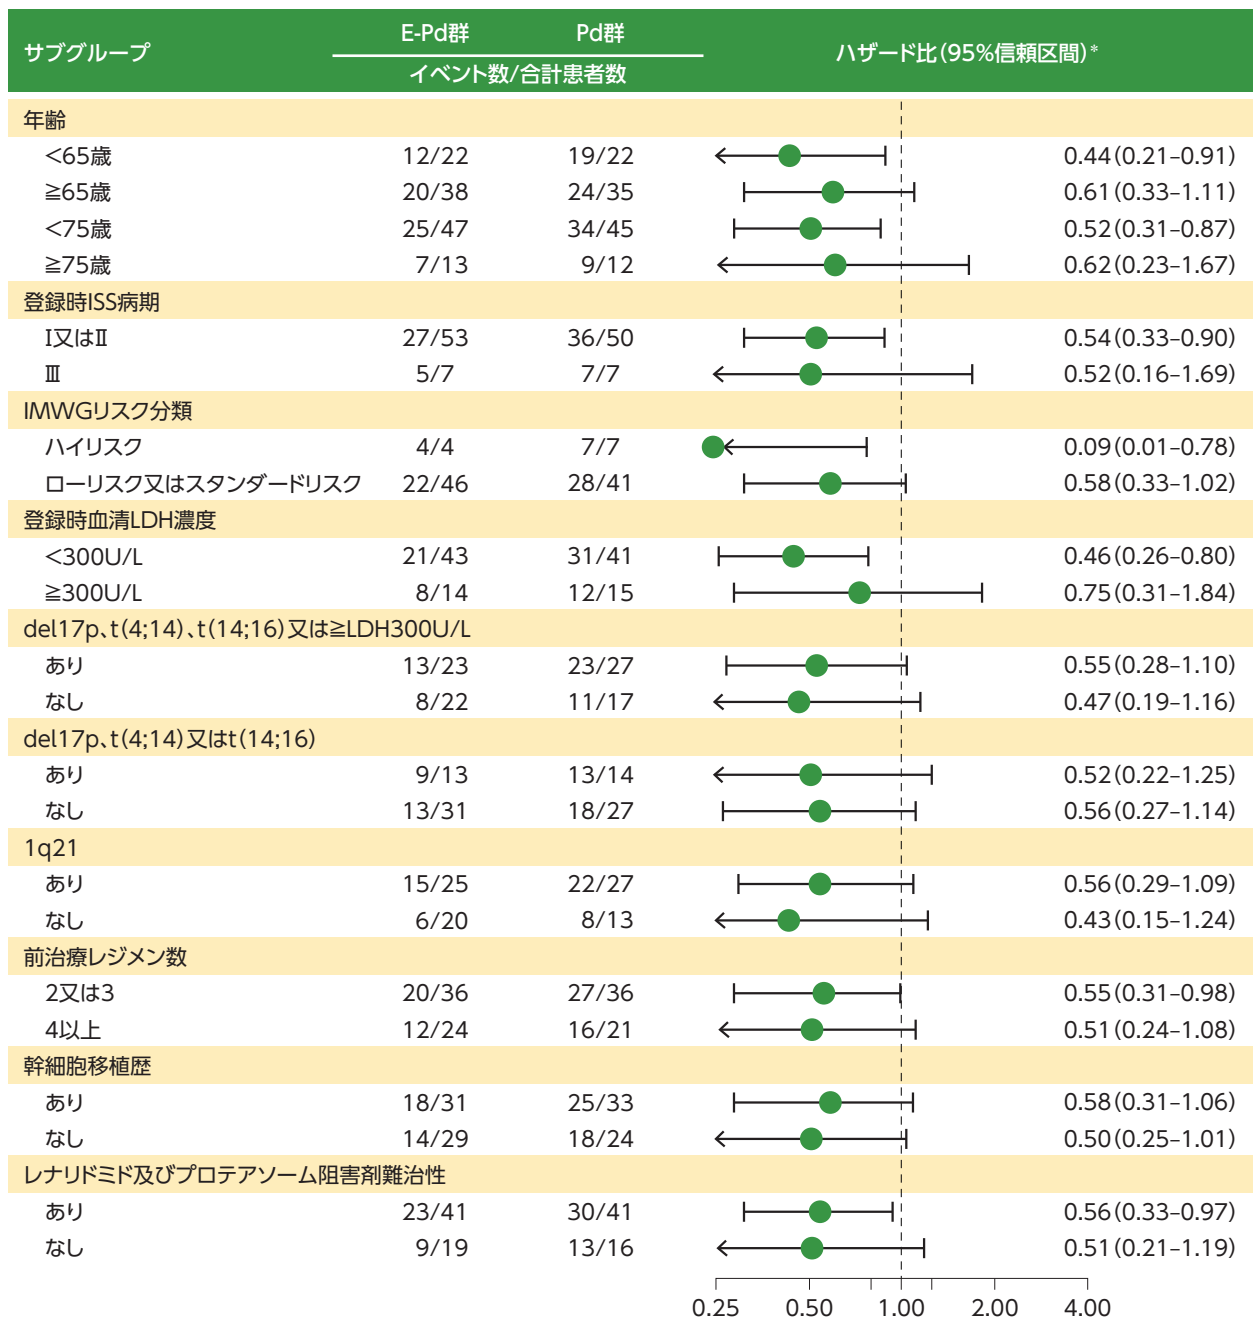 サブグループ E-Pd群 Pd群 ハザード比(95%信頼区間)*
イベント数/合計患者数
年齢
<65歳 12/22 19/22 0.44(0.21–0.91)
≧65歳 20/38 24/35 0.61(0.33–1.11)
<75歳 25/47 34/45 0.52(0.31–0.87)
≧75歳 7/13 9/12 0.62(0.23–1.67)
登録時ISS病期
Ⅰ又はⅡ 27/53 36/50 0.54(0.33–0.90)
Ⅲ 5/7 7/7 0.52(0.16–1.69)
IMWGリスク分類
ハイリスク 4/4 7/7 0.09(0.01–0.78)
ローリスク又はスタンダードリスク 22/46 28/41 0.58(0.33–1.02)
登録時血清LDH濃度
<300U/L 21/43 31/41 0.46(0.26–0.80)
≧300U/L 8/14 12/15 0.75(0.31–1.84)
del17p、t(4;14)、t(14;16)又は≧LDH300U/L
あり 13/23 23/27 0.55(0.28–1.10)
なし 8/22 11/17 0.47(0.19–1.16)
del17p、t(4;14)又はt(14;16)
あり 9/13 13/14 0.52(0.22–1.25)
なし 13/31 18/27 0.56(0.27–1.14)
1q21
あり 15/25 22/27 0.56(0.29–1.09)
なし 6/20 8/13 0.43(0.15–1.24)
前治療レジメン数
2又は3 20/36 27/36 0.55(0.31–0.98)
4以上 12/24 16/21 0.51(0.24–1.08)
幹細胞移植歴
あり 18/31 25/33 0.58(0.31–1.06)
なし 14/29 18/24 0.50(0.25–1.01)
レナリドミド及びプロテアソーム阻害剤難治性
あり 23/41 30/41 0.56(0.33–0.97)
なし 9/19 13/16 0.51(0.21–1.19)
0.25 0.50 1.00 2.00 4.00